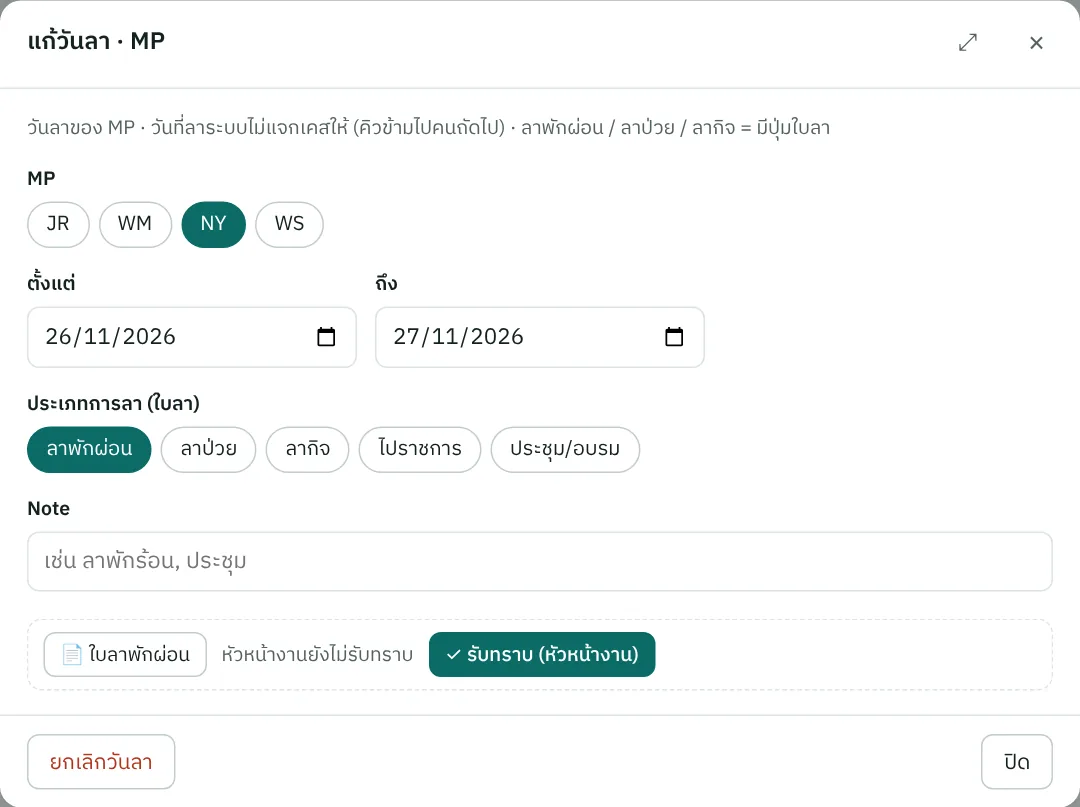 แก้วันลา · MP
วันลาของ MP · วันที่ลาระบบไม่แจกเคสให้ (คิวข้ามไปคนถัดไป) · ลาพักผ่อน / ลาป่วย / ลากิจ = มีปุ่มใบลา
MP
JR WM NY WS
ตั้งแต่ ถึง
26/11/2026 27/11/2026
ประเภทการลา (ใบลา)
ลาพักผ่อน ลาป่วย ลากิจ ไปราชการ ประชุม/อบรม
Note
เช่น ลาพักร้อน, ประชุม
ใบลาพักผ่อน หัวหน้างานยังไม่รับทราบ ✓ รับทราบ (หัวหน้างาน)
ยกเลิกวันลา ปิด